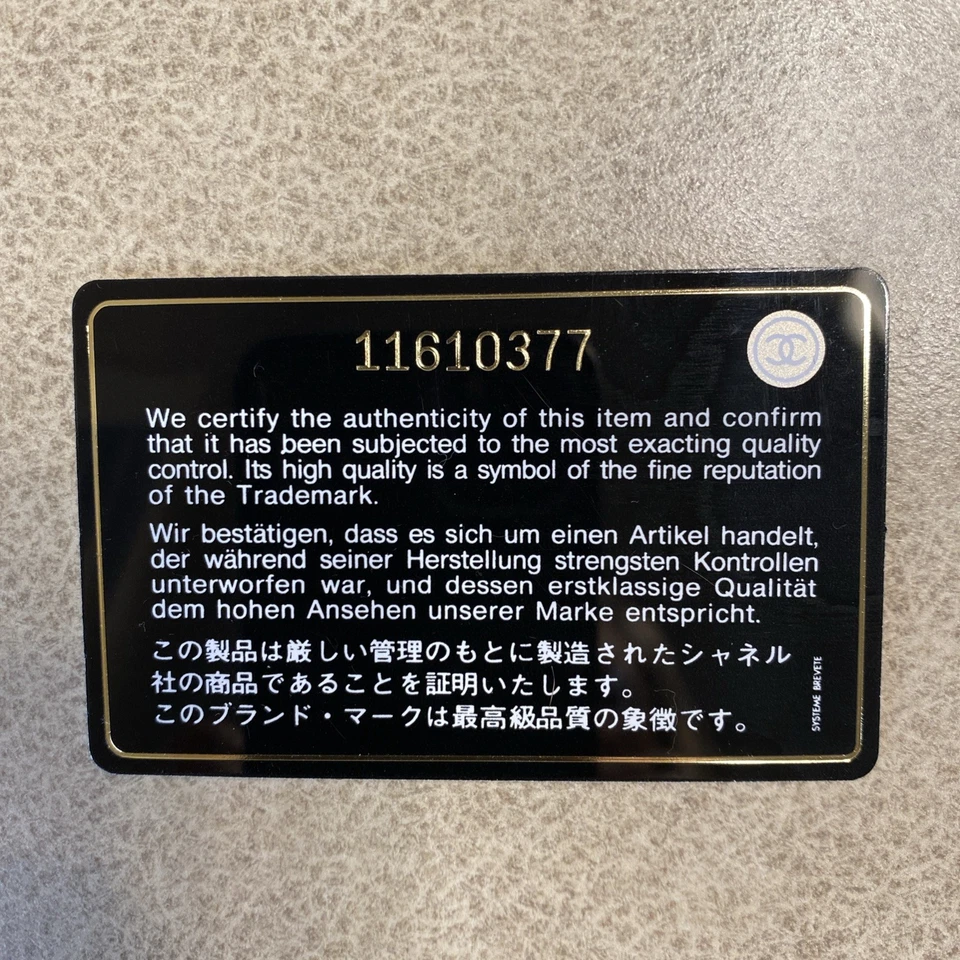 11610377
We certify the authenticity of this item and confirm
that it has been subjected to the most exacting quality
control. Its high quality is a symbol of the fine reputation
of the Trademark.
Wir bestätigen, dass es sich um einen Artikel handelt,
der während seiner Herstellung strengsten Kontrollen
unterworfen war, und dessen erstklassige Qualität
dem hohen Ansehen unserer Marke entspricht.
この製品は厳しい管理のもとに製造されたシャネル
社の商品であることを証明いたします。
このブランド・マークは最高級品質の象徴です。
SYSTEME BREVETE